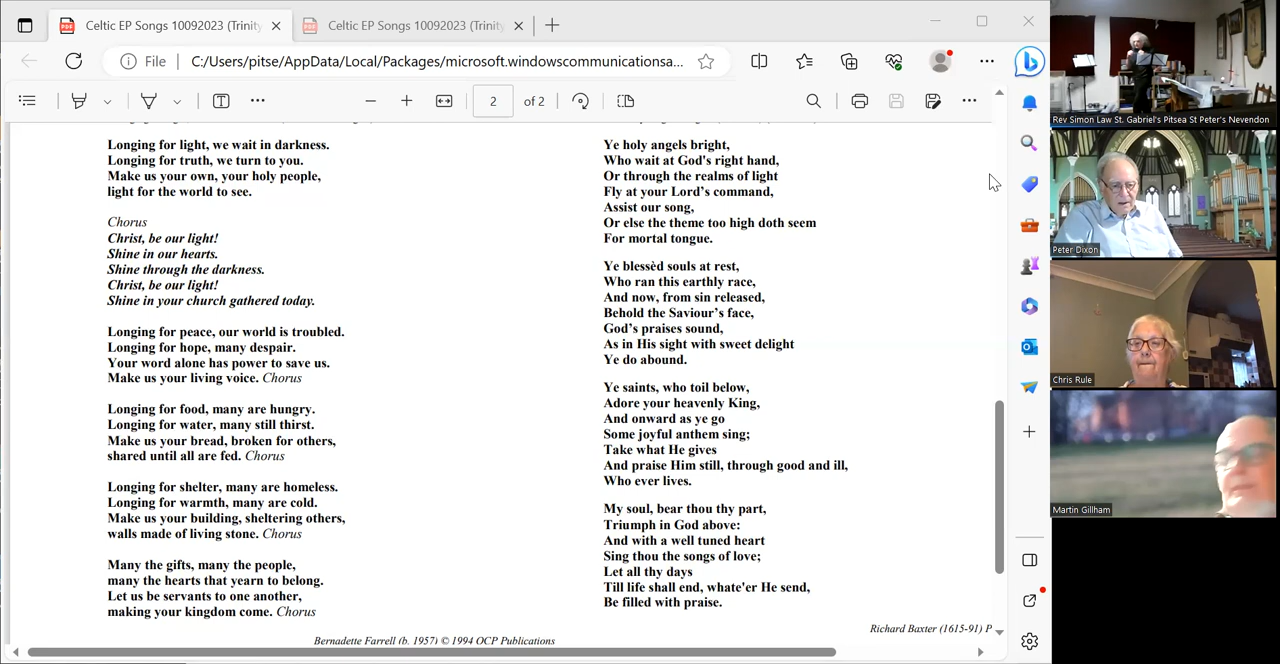 Celtic EP Songs 10092023 (Trinity
Celtic EP Songs 10092023 (Trinity
File
C:/Users/pitse/AppData/Local/Packages/microsoft.windowscommunicationsa...
2 of 2
Longing for light, we wait in darkness.
Longing for truth, we turn to you.
Make us your own, your holy people,
light for the world to see.
Chorus
Christ, be our light!
Shine in our hearts.
Shine through the darkness.
Christ, be our light!
Shine in your church gathered today.
Longing for peace, our world is troubled.
Longing for hope, many despair.
Your word alone has power to save us.
Make us your living voice. Chorus
Longing for food, many are hungry.
Longing for water, many still thirst.
Make us your bread, broken for others,
shared until all are fed. Chorus
Longing for shelter, many are homeless.
Longing for warmth, many are cold.
Make us your building, sheltering others,
walls made of living stone. Chorus
Many the gifts, many the people,
many the hearts that yearn to belong.
Let us be servants to one another,
making your kingdom come. Chorus
Bernadette Farrell (b. 1957) © 1994 OCP Publications
Ye holy angels bright,
Who wait at God's right hand,
Or through the realms of light
Fly at your Lord's command,
Assist our song,
Or else the theme too high doth seem
For mortal tongue.
Ye blessèd souls at rest,
Who ran this earthly race,
And now, from sin released,
Behold the Saviour's face,
God's praises sound,
As in His sight with sweet delight
Ye do abound.
Ye saints, who toil below,
Adore your heavenly King,
And onward as ye go
Some joyful anthem sing;
Take what He gives
And praise Him still, through good and ill,
Who ever lives.
My soul, bear thou thy part,
Triumph in God above:
And with a well tuned heart
Sing thou the songs of love;
Let all thy days
Till life shall end, whate'er He send,
Be filled with praise.
Richard Baxter (1615-91) P
Rev Simon Law St. Gabriel's Pitsea St Peter's Nevendon
Peter Dixon
Chris Rule
Martin Gillham